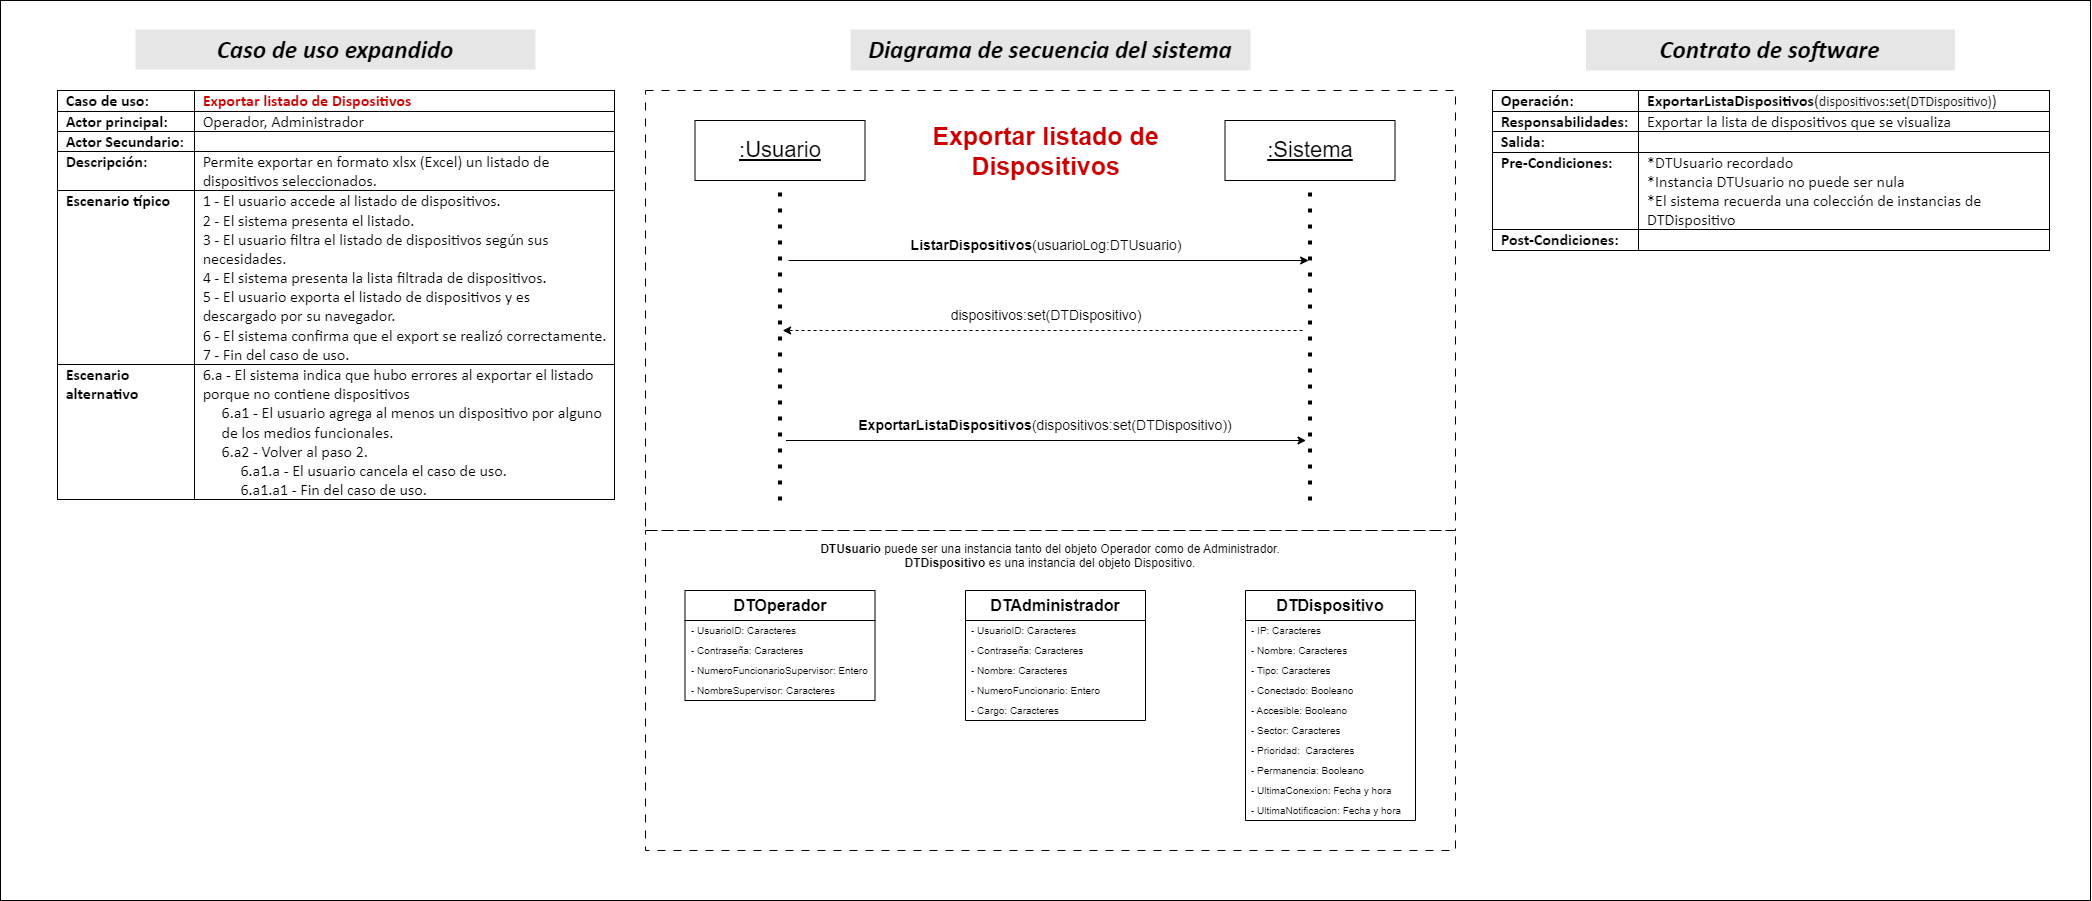 Caso de uso expandido
Caso de uso: Exportar listado de Dispositivos
Actor principal: Operador, Administrador
Actor Secundario:
Descripción: Permite exportar en formato xlsx (Excel) un listado de
dispositivos seleccionados.
Escenario típico 1 - El usuario accede al listado de dispositivos.
2 - El sistema presenta el listado.
3 - El usuario filtra el listado de dispositivos según sus
necesidades.
4 - El sistema presenta la lista filtrada de dispositivos.
5 - El usuario exporta el listado de dispositivos y es
descargado por su navegador.
6 - El sistema confirma que el export se realizó correctamente.
7 - Fin del caso de uso.
Escenario 6.a - El sistema indica que hubo errores al exportar el listado
alternativo porque no contiene dispositivos
6.a1 - El usuario agrega al menos un dispositivo por alguno
de los medios funcionales.
6.a2 - Volver al paso 2.
6.a1.a - El usuario cancela el caso de uso.
6.a1.a1 - Fin del caso de uso.
Diagrama de secuencia del sistema
:Usuario
Exportar listado de
Dispositivos
:Sistema
ListarDispositivos(usuarioLog:DTUsuario)
dispositivos:set(DTDispositivo)
ExportarListaDispositivos(dispositivos:set(DTDispositivo))
DTUsuario puede ser una instancia tanto del objeto Operador como de Administrador.
DTDispositivo es una instancia del objeto Dispositivo.
DTOperador
- UsuarioID: Caracteres
- Contraseña: Caracteres
- NumeroFuncionarioSupervisor: Entero
- NombreSupervisor: Caracteres
DTAdministrador
- UsuarioID: Caracteres
- Contraseña: Caracteres
- Nombre: Caracteres
- NumeroFuncionario: Entero
- Cargo: Caracteres
DTDispositivo
- IP: Caracteres
- Nombre: Caracteres
- Tipo: Caracteres
- Conectado: Booleano
- Accesible: Booleano
- Sector: Caracteres
- Prioridad: Caracteres
- Permanencia: Booleano
- UltimaConexion: Fecha y hora
- UltimaNotificacion: Fecha y hora
Contrato de software
Operación: ExportarListaDispositivos(dispositivos:set(DTDispositivo))
Responsabilidades: Exportar la lista de dispositivos que se visualiza
Salida:
Pre-Condiciones: *DTUsuario recordado
*Instancia DTUsuario no puede ser nula
*El sistema recuerda una colección de instancias de
DTDispositivo
Post-Condiciones: